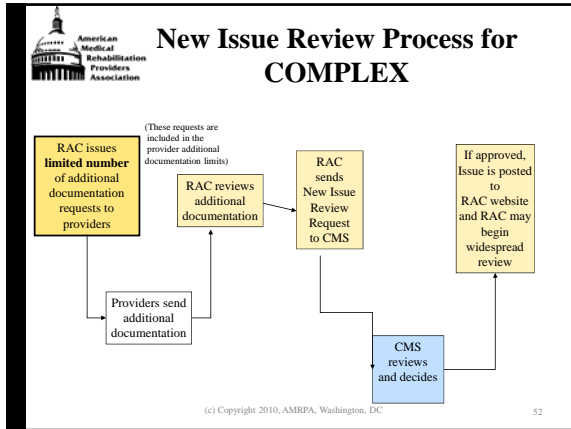 American
Medical
Rehabilitation
Providers
Association
New Issue Review Process for
COMPLEX
RAC issues
limited number
of additional
documentation
requests to
providers
(These requests are
included in the
provider additional
documentation limits)
RAC reviews
additional
documentation
RAC
sends
New Issue
Review
Request
to CMS
If approved,
Issue is posted
to
RAC website
and RAC may
begin
widespread
review
Providers send
additional
documentation
CMS
reviews
and decides
(c) Copyright 2010, AMRPA, Washington, DC
52